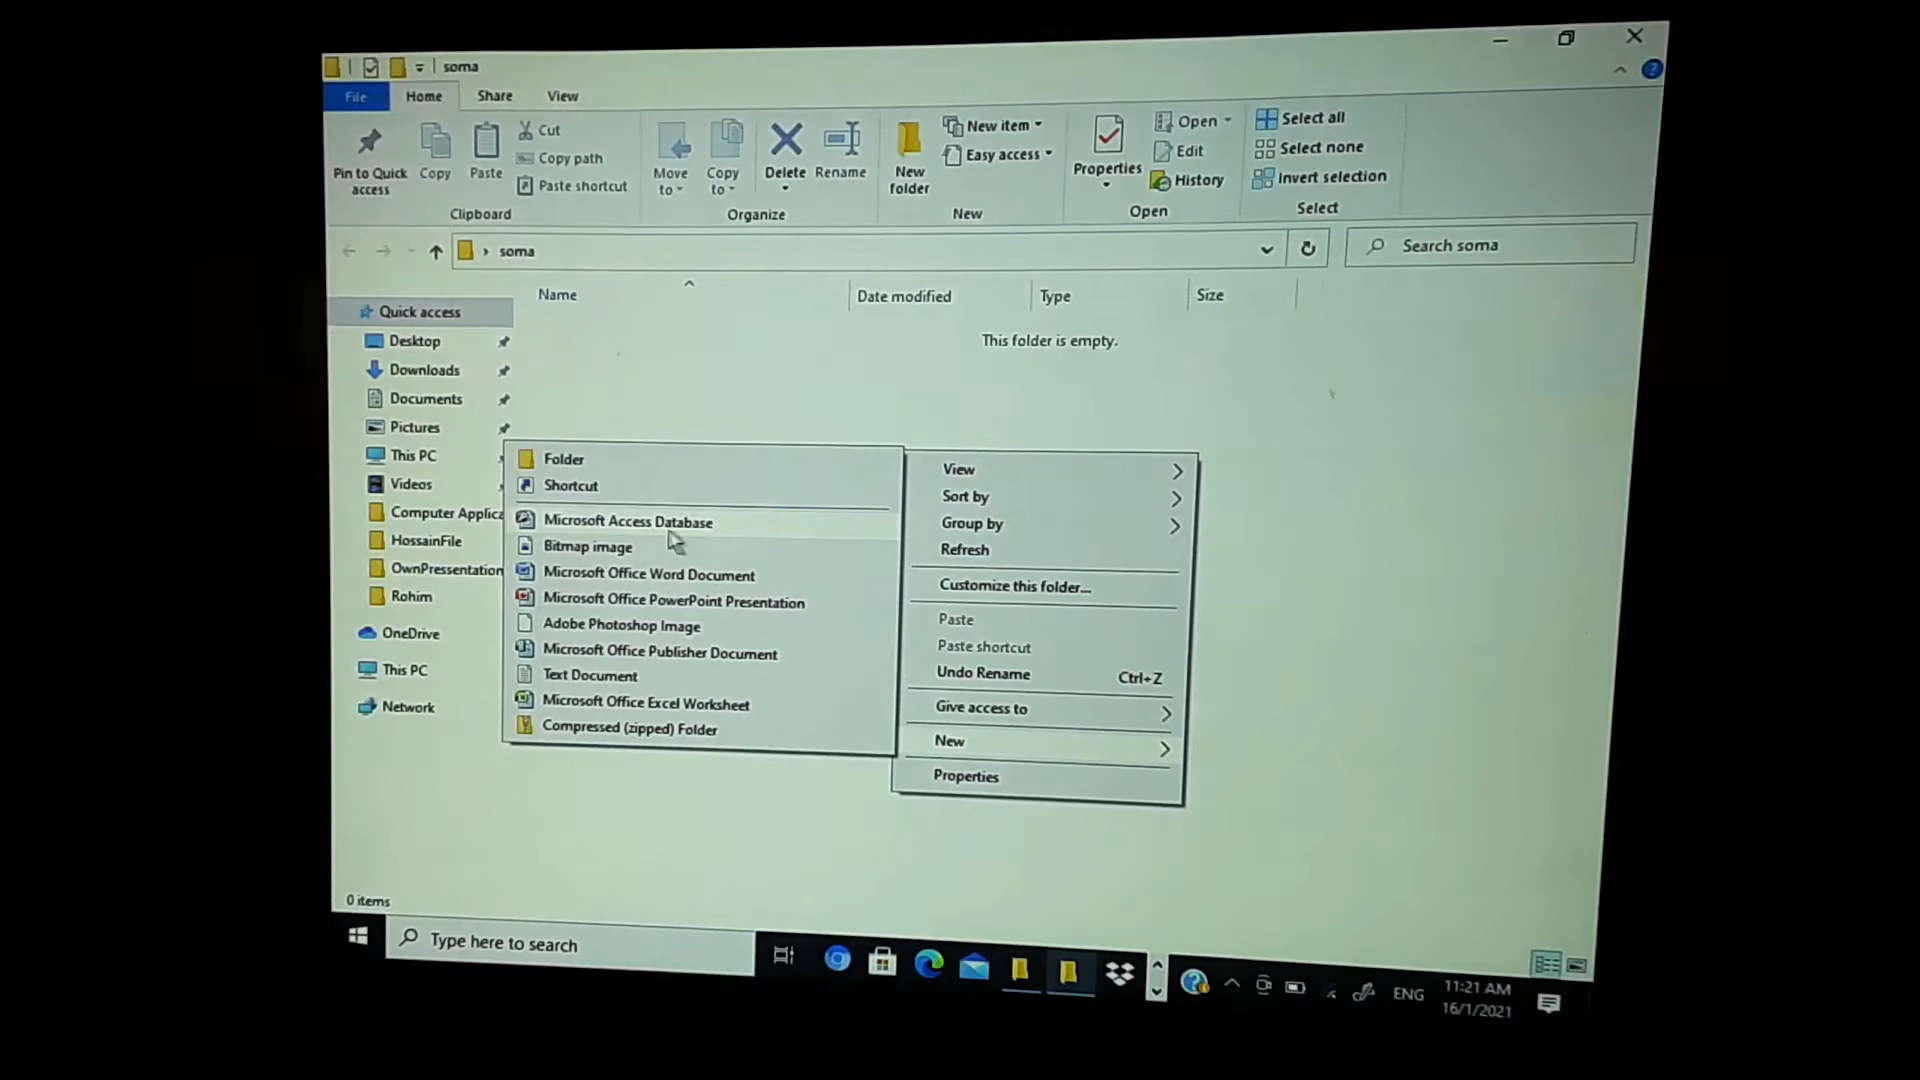 soma
File Home Share View
Pin to Quick access
Copy
Paste
Cut
Copy path
Paste shortcut
Clipboard
Move to
Copy to
Delete
Rename
Organize
New folder
New item
Easy access
New
Properties
Open
Edit
History
Open
Select all
Select none
Invert selection
Select
soma
Search soma
Name Date modified Type Size
This folder is empty.
Quick access
Desktop
Downloads
Documents
Pictures
This PC
Videos
Computer Applica
HossainFile
OwnPresentation
Rohim
OneDrive
This PC
Network
Folder
Shortcut
Microsoft Access Database
Bitmap image
Microsoft Office Word Document
Microsoft Office PowerPoint Presentation
Adobe Photoshop Image
Microsoft Office Publisher Document
Text Document
Microsoft Office Excel Worksheet
Compressed (zipped) Folder
View
Sort by
Group by
Refresh
Customize this folder...
Paste
Paste shortcut
Undo Rename Ctrl+Z
Give access to
New
Properties
0 items
Type here to search
ENG
11:21 AM
16/1/2021